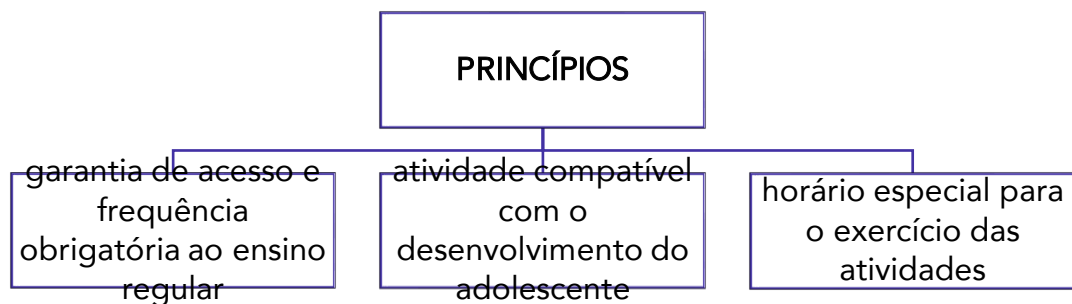 PRINCÍPIOS
garantia de acesso e
frequência
obrigatória ao ensino
regular
atividade compatível
com o
desenvolvimento do
adolescente
horário especial para
o exercício das
atividades